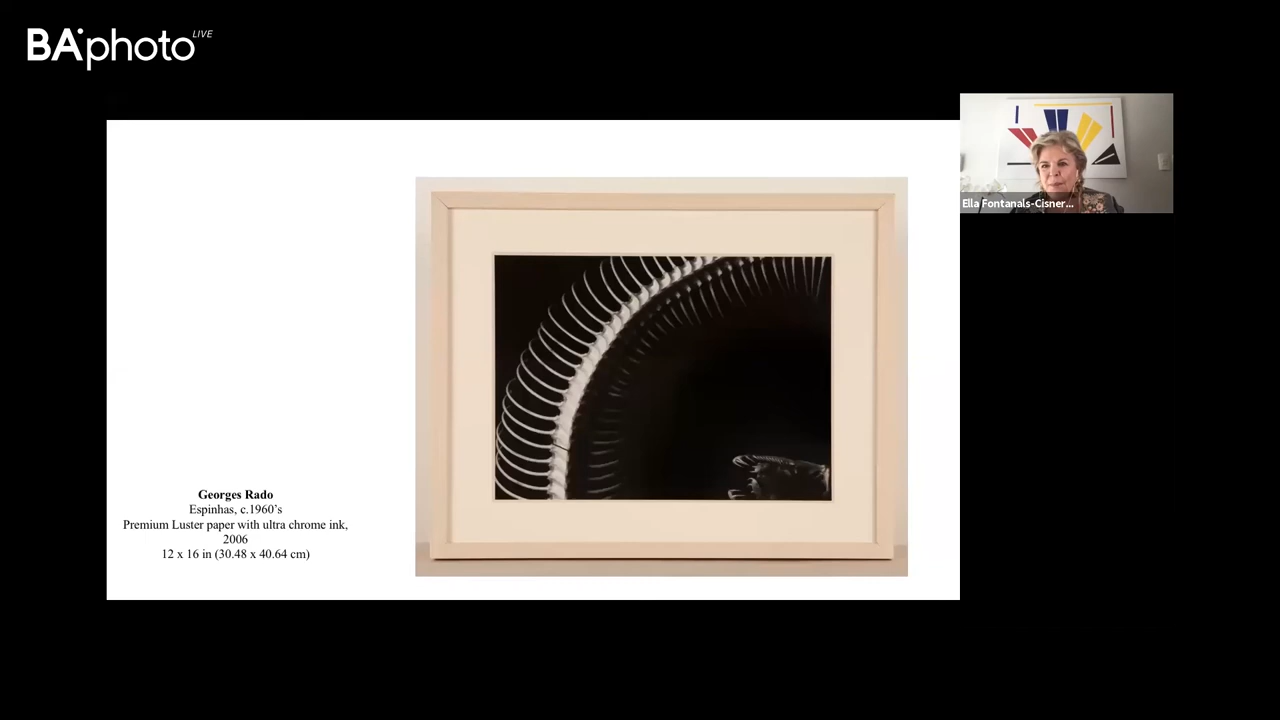 BAphoto LIVE
Ella Fontanals-Cisner...
Georges Rado
Espinhas, c.1960's
Premium Luster paper with ultra chrome ink,
2006
12 x 16 in (30.48 x 40.64 cm)